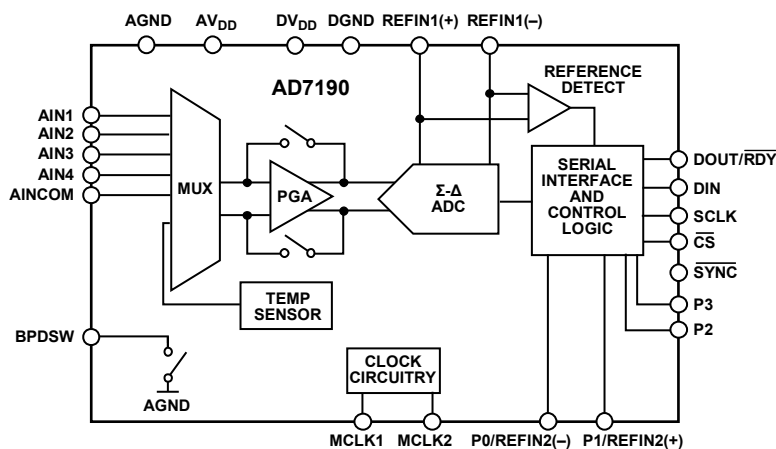 AGND AVDD DVDD DGND REFIN1(+) REFIN1(–)
AD7190
REFERENCE
DETECT
AIN1
AIN2
AIN3
AIN4
AINCOM
MUX
PGA
Σ-Δ
ADC
SERIAL
INTERFACE
AND
CONTROL
LOGIC
DOUT/RDY
DIN
SCLK
CS
SYNC
P3
P2
TEMP
SENSOR
BPDSW
AGND
CLOCK
CIRCUITRY
MCLK1 MCLK2 P0/REFIN2(–) P1/REFIN2(+)